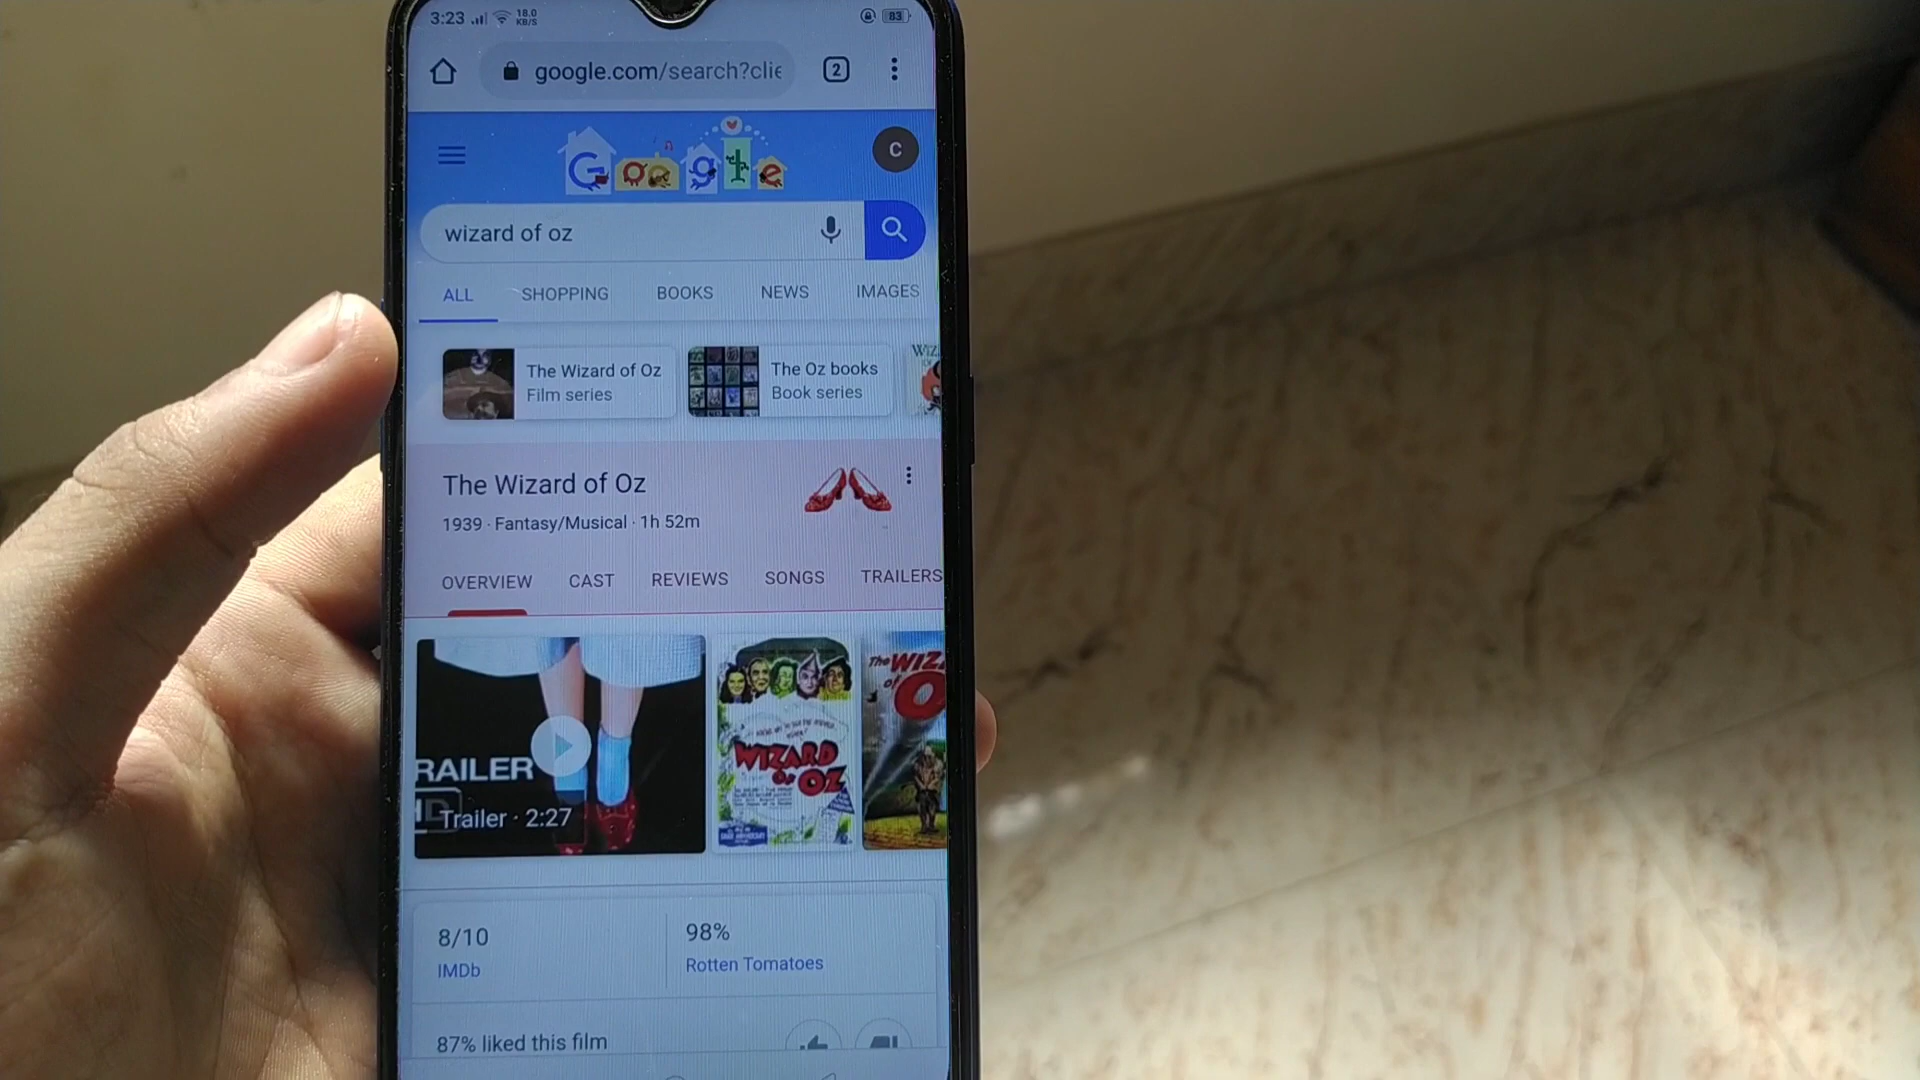 3:23 18.0 KB/S 83
google.com/search?clie 2
Google C
wizard of oz
ALL SHOPPING BOOKS NEWS IMAGES
The Wizard of Oz
Film series
The Oz books
Book series
WIZ
The Wizard of Oz
1939 · Fantasy/Musical · 1h 52m
OVERVIEW CAST REVIEWS SONGS TRAILERS
RAILER
HD
Trailer · 2:27
WIZARD
OF OZ
The WIZ
of O
8/10
IMDb
98%
Rotten Tomatoes
87% liked this film